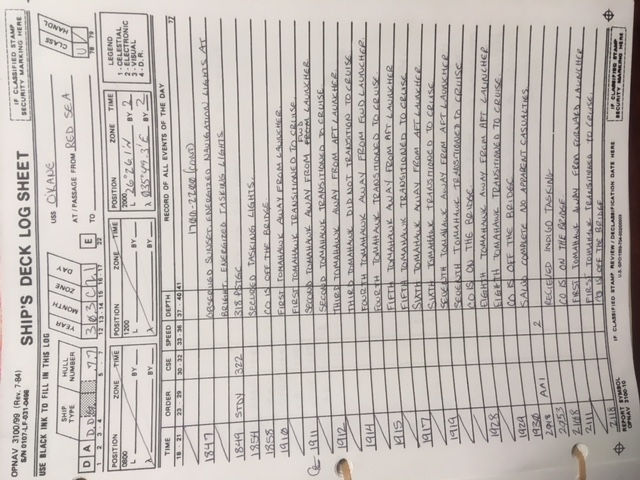 OPNAV 3100/99 (Rev. 7-84)
S/N 0107-LF-031-0498
SHIP'S DECK LOG SHEET
IF CLASSIFIED STAMP
SECURITY MARKING HERE
USE BLACK INK TO FILL IN THIS LOG
SHIP TYPE HULL NUMBER YEAR MONTH ZONE DAY
D A D.D. 77 3 03 C 21 E
1 2 3 - 4 5 - 7 12 13 - 14 15 16 - 17 22
USS O'KANE
AT / PASSAGE FROM RED SEA
TO
CLASS HANDL
U
78 79
POSITION ZONE TIME
0800
L BY
λ BY
POSITION ZONE TIME
1200
L BY
λ BY
POSITION ZONE TIME
2000
L 26°26.1'N BY 2
λ 035°49.3'E BY 2
LEGEND
1 - CELESTIAL
2 - ELECTRONIC
3 - VISUAL
4 - D.R.
TIME ORDER CSE SPEED DEPTH RECORD OF ALL EVENTS OF THE DAY
18 - 21 23 - 29 30 - 32 33 - 36 37 - 40 41 77
1700-2200 (CONT)
1847 OBSERVED SUNSET. ENERGIZED NAVIGATION LIGHTS AT
BRIGHT. ENERGIZED TASKING LIGHTS
1849 STDY 322 318 PSTGC
1854 SECURED TASKING LIGHTS.
1858 CO IS OFF THE BRIDGE.
1910 FIRST TOMAHAWK AWAY FROM LAUNCHER.
FIRST TOMAHAWK TRANSITIONED TO CRUISE.
1911 SECOND TOMAHAWK AWAY FROM FWD LAUNCHER
SECOND TOMAHAWK TRANSITIONED TO CRUISE.
1912 THIRD TOMAHAWK AWAY FROM AFT LAUNCHER
THIRD TOMAHAWK DID NOT TRANSITION TO CRUISE
1914 FOURTH TOMAHAWK AWAY FROM FWD LAUNCHER.
FOURTH TOMAHAWK TRANSITIONED TO CRUISE.
1915 FIFTH TOMAHAWK AWAY FROM AFT LAUNCHER
FIFTH TOMAHAWK TRANSITIONED TO CRUISE.
1917 SIXTH TOMAHAWK AWAY FROM AFT LAUNCHER.
SIXTH TOMAHAWK TRANSITIONED TO CRUISE.
1919 SEVENTH TOMAHAWK AWAY FROM AFT LAUNCHER
SEVENTH TOMAHAWK TRANSITIONED TO CRUISE
CO IS ON THE BRIDGE.
1928 EIGHTH TOMAHAWK AWAY FROM AFT LAUNCHER.
EIGHTH TOMAHAWK TRANSITIONED TO CRUISE.
CO IS OFF THE BRIDGE
1929 SALVO COMPLETE NO APPARENT CASUALTIES.
1930 AA1 2
2048 RECIEVED INDIGO TASKING
2053 CO IS ON THE BRIDGE.
2108 FIRST TOMAHAWK AWAY FROM FORWARD LAUNCHER
2111 FIRST TOMAHAWK TRANSITIONED TO CRUISE.
2118 CO IS OFF THE BRIDGE
REPORT SYMBOL
OPNAV 3100-10
IF CLASSIFIED STAMP REVIEW / DECLASSIFICATION DATE HERE
IF CLASSIFIED STAMP
SECURITY MARKING HERE